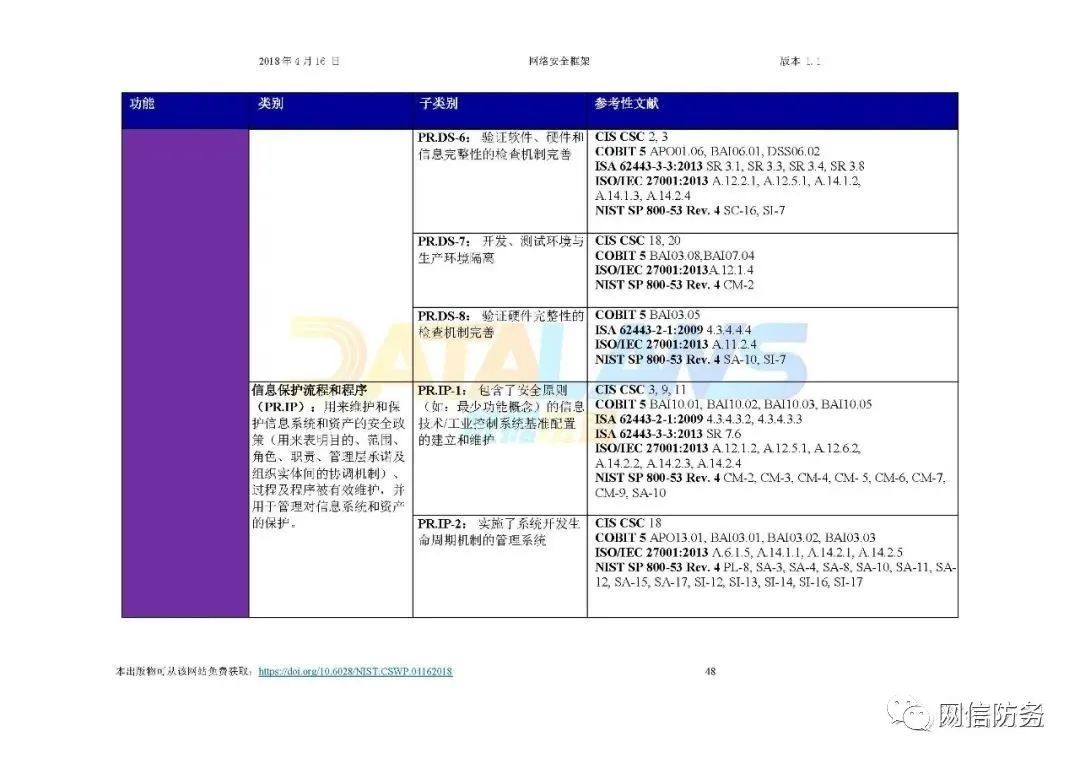 2018年4月16日 网络安全框架 版本 1.1
功能 类别 子类别 参考性文献
PR.DS-6： 验证软件、硬件和
信息完整性的检查机制完善
CIS CSC 2, 3
COBIT 5 APO01.06, BAI06.01, DSS06.02
ISA 62443-3-3:2013 SR 3.1, SR 3.3, SR 3.4, SR 3.8
ISO/IEC 27001:2013 A.12.2.1, A.12.5.1, A.14.1.2,
A.14.1.3, A.14.2.4
NIST SP 800-53 Rev. 4 SC-16, SI-7
PR.DS-7： 开发、测试环境与
生产环境隔离
CIS CSC 18, 20
COBIT 5 BAI03.08,BAI07.04
ISO/IEC 27001:2013A.12.1.4
NIST SP 800-53 Rev. 4 CM-2
PR.DS-8： 验证硬件完整性的
检查机制完善
COBIT 5 BAI03.05
ISA 62443-2-1:2009 4.3.4.4.4
ISO/IEC 27001:2013 A.11.2.4
NIST SP 800-53 Rev. 4 SA-10, SI-7
信息保护流程和程序
（PR.IP）：用来维护和保
护信息系统和资产的安全政
策（用来表明目的、范围、
角色、职责、管理层承诺及
组织实体间的协调机制）、
过程及程序被有效维护，并
用于管理对信息系统和资产
的保护。
PR.IP-1： 包含了安全原则
（如：最少功能概念）的信息
技术/工业控制系统基准配置
的建立和维护
CIS CSC 3, 9, 11
COBIT 5 BAI10.01, BAI10.02, BAI10.03, BAI10.05
ISA 62443-2-1:2009 4.3.4.3.2, 4.3.4.3.3
ISA 62443-3-3:2013 SR 7.6
ISO/IEC 27001:2013 A.12.1.2, A.12.5.1, A.12.6.2,
A.14.2.2, A.14.2.3, A.14.2.4
NIST SP 800-53 Rev. 4 CM-2, CM-3, CM-4, CM- 5, CM-6, CM-7,
CM-9, SA-10
PR.IP-2： 实施了系统开发生
命周期机制的管理系统
CIS CSC 18
COBIT 5 APO13.01, BAI03.01, BAI03.02, BAI03.03
ISO/IEC 27001:2013 A.6.1.5, A.14.1.1, A.14.2.1, A.14.2.5
NIST SP 800-53 Rev. 4 PL-8, SA-3, SA-4, SA-8, SA-10, SA-11, SA-
12, SA-15, SA-17, SI-12, SI-13, SI-14, SI-16, SI-17
DATALAWS
本出版物可从该网站免费获取：https://doi.org/10.6028/NIST.CSWP.04162018 48
网信防务